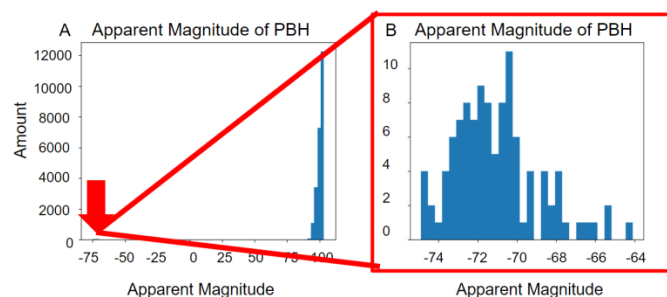 A Apparent Magnitude of PBH
12000
10000
8000
6000
4000
2000
0
Amount
-75 -50 -25 0 25 50 75 100
Apparent Magnitude
B Apparent Magnitude of PBH
10
8
6
4
2
0
-74 -72 -70 -68 -66 -64
Apparent Magnitude